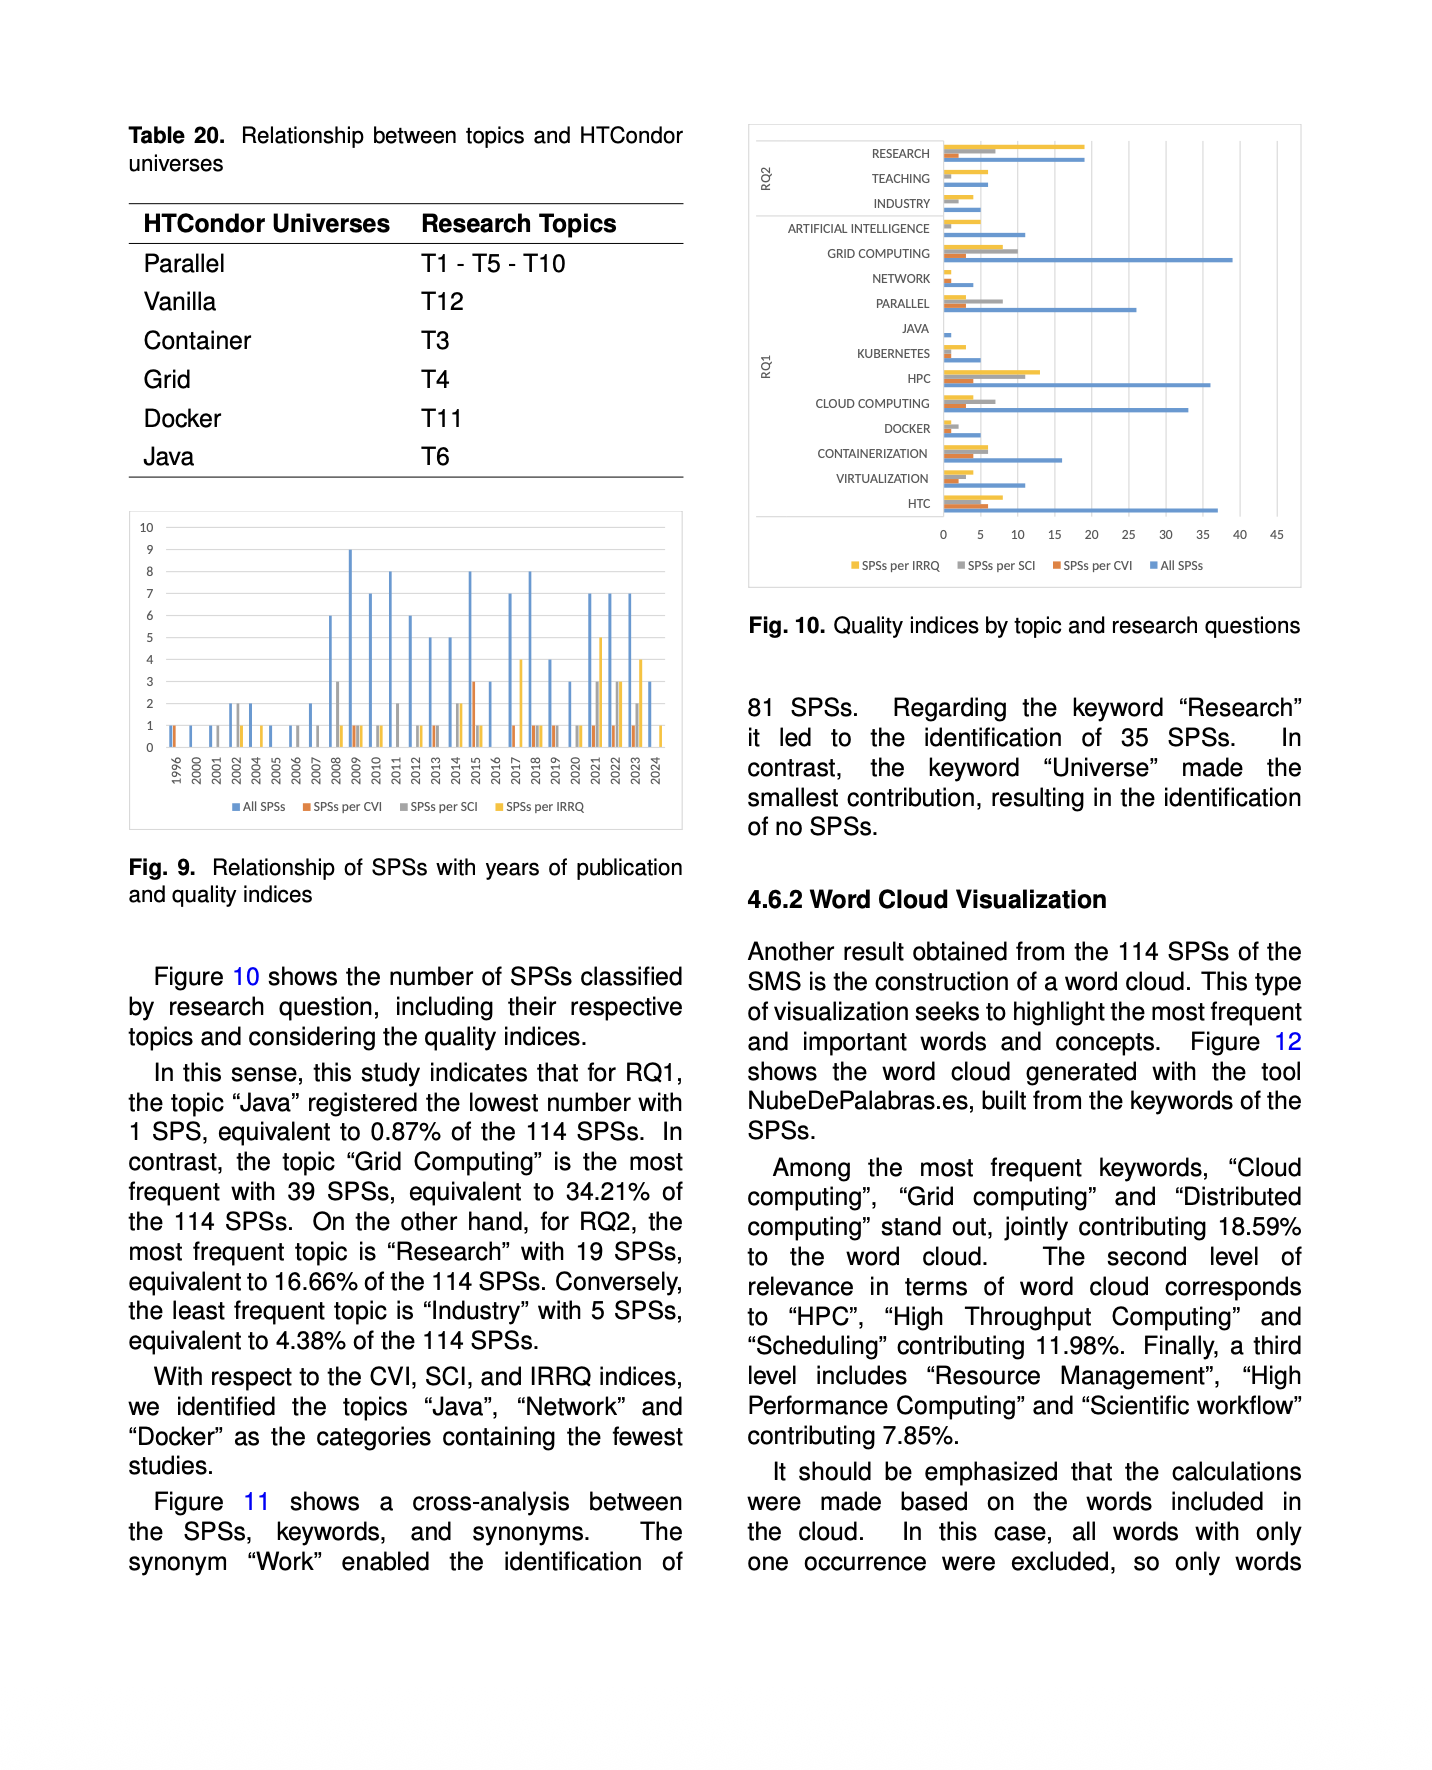 Table 20. Relationship between topics and HTCondor
universes
HTCondor Universes Research Topics
Parallel T1 - T5 - T10
Vanilla T12
Container T3
Grid T4
Docker T11
Java T6
10
9
8
7
6
5
4
3
2
1
0
1996 2000 2001 2002 2004 2005 2006 2007 2008 2009 2010 2011 2012 2013 2014 2015 2016 2017 2018 2019 2020 2021 2022 2023 2024
All SPSs SPSs per CVI SPSs per SCI SPSs per IRRQ
Fig. 9. Relationship of SPSs with years of publication
and quality indices
Figure 10 shows the number of SPSs classified
by research question, including their respective
topics and considering the quality indices.
In this sense, this study indicates that for RQ1,
the topic “Java” registered the lowest number with
1 SPS, equivalent to 0.87% of the 114 SPSs. In
contrast, the topic “Grid Computing” is the most
frequent with 39 SPSs, equivalent to 34.21% of
the 114 SPSs. On the other hand, for RQ2, the
most frequent topic is “Research” with 19 SPSs,
equivalent to 16.66% of the 114 SPSs. Conversely,
the least frequent topic is “Industry” with 5 SPSs,
equivalent to 4.38% of the 114 SPSs.
With respect to the CVI, SCI, and IRRQ indices,
we identified the topics “Java”, “Network” and
“Docker” as the categories containing the fewest
studies.
Figure 11 shows a cross-analysis between
the SPSs, keywords, and synonyms. The
synonym “Work” enabled the identification of
RQ2
RESEARCH
TEACHING
INDUSTRY
RQ1
ARTIFICIAL INTELLIGENCE
GRID COMPUTING
NETWORK
PARALLEL
JAVA
KUBERNETES
HPC
CLOUD COMPUTING
DOCKER
CONTAINERIZATION
VIRTUALIZATION
HTC
0 5 10 15 20 25 30 35 40 45
SPSs per IRRQ SPSs per SCI SPSs per CVI All SPSs
Fig. 10. Quality indices by topic and research questions
81 SPSs. Regarding the keyword “Research”
it led to the identification of 35 SPSs. In
contrast, the keyword “Universe” made the
smallest contribution, resulting in the identification
of no SPSs.
4.6.2 Word Cloud Visualization
Another result obtained from the 114 SPSs of the
SMS is the construction of a word cloud. This type
of visualization seeks to highlight the most frequent
and important words and concepts. Figure 12
shows the word cloud generated with the tool
NubeDePalabras.es, built from the keywords of the
SPSs.
Among the most frequent keywords, “Cloud
computing”, “Grid computing” and “Distributed
computing” stand out, jointly contributing 18.59%
to the word cloud. The second level of
relevance in terms of word cloud corresponds
to “HPC”, “High Throughput Computing” and
“Scheduling” contributing 11.98%. Finally, a third
level includes “Resource Management”, “High
Performance Computing” and “Scientific workflow”
contributing 7.85%.
It should be emphasized that the calculations
were made based on the words included in
the cloud. In this case, all words with only
one occurrence were excluded, so only words